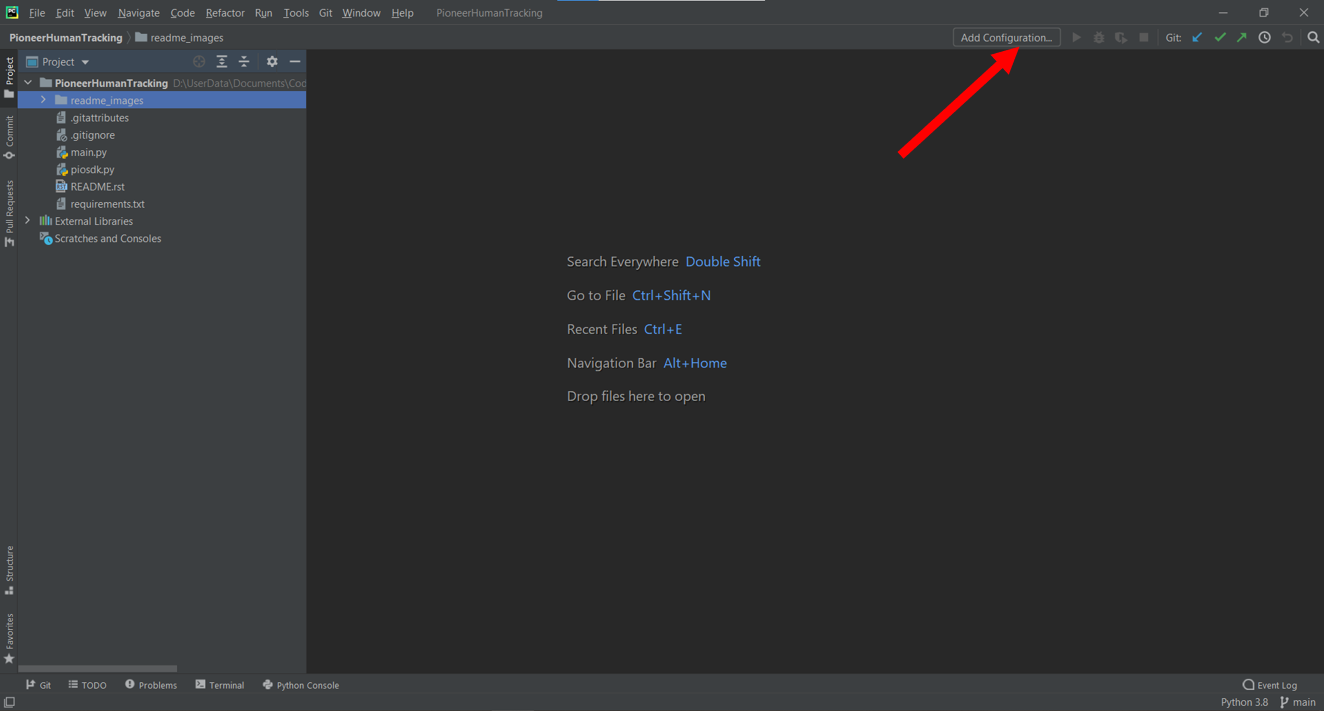 PC File Edit View Navigate Code Refactor Run Tools Git Window Help PioneerHumanTracking
PioneerHumanTracking readme_images Add Configuration... Git:
Project
PioneerHumanTracking D:\UserData\Documents\Cod
readme_images
.gitattributes
.gitignore
main.py
piosdk.py
README.rst
requirements.txt
External Libraries
Scratches and Consoles
Project
Commit
Pull Requests
Structure
Favorites
Search Everywhere Double Shift
Go to File Ctrl+Shift+N
Recent Files Ctrl+E
Navigation Bar Alt+Home
Drop files here to open
Git TODO Problems Terminal Python Console Event Log
Python 3.8 main